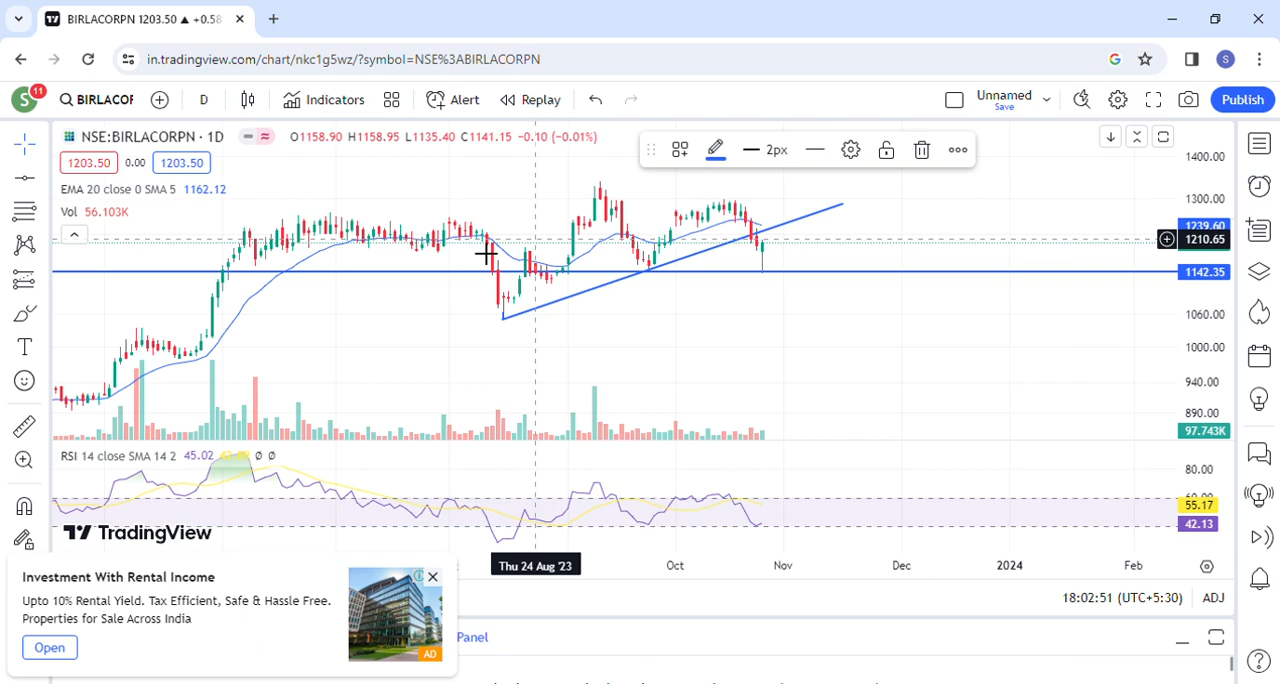 BIRLACORPN 1203.50 ▲ +0.58
in.tradingview.com/chart/nkc1g5wz/?symbol=NSE%3ABIRLACORPN
G
S
S
11
BIRLACOF
D
Indicators
Alert
Replay
Unnamed
Save
Publish
NSE:BIRLACORPN · 1D
O1158.90 H1158.95 L1135.40 C1141.15 -0.10 (-0.01%)
2px
1203.50
0.00
1203.50
EMA 20 close 0 SMA 5 1162.12
Vol 56.103K
1400.00
1300.00
1239.60
1210.65
1142.35
1060.00
1000.00
940.00
890.00
97.743K
RSI 14 close SMA 14 2 45.02 Ø Ø
80.00
55.17
42.13
TradingView
T
Thu 24 Aug '23
Oct
Nov
Dec
2024
Feb
18:02:51 (UTC+5:30)
ADJ
Investment With Rental Income
Upto 10% Rental Yield. Tax Efficient, Safe & Hassle Free.
Properties for Sale Across India
Open
AD
Panel